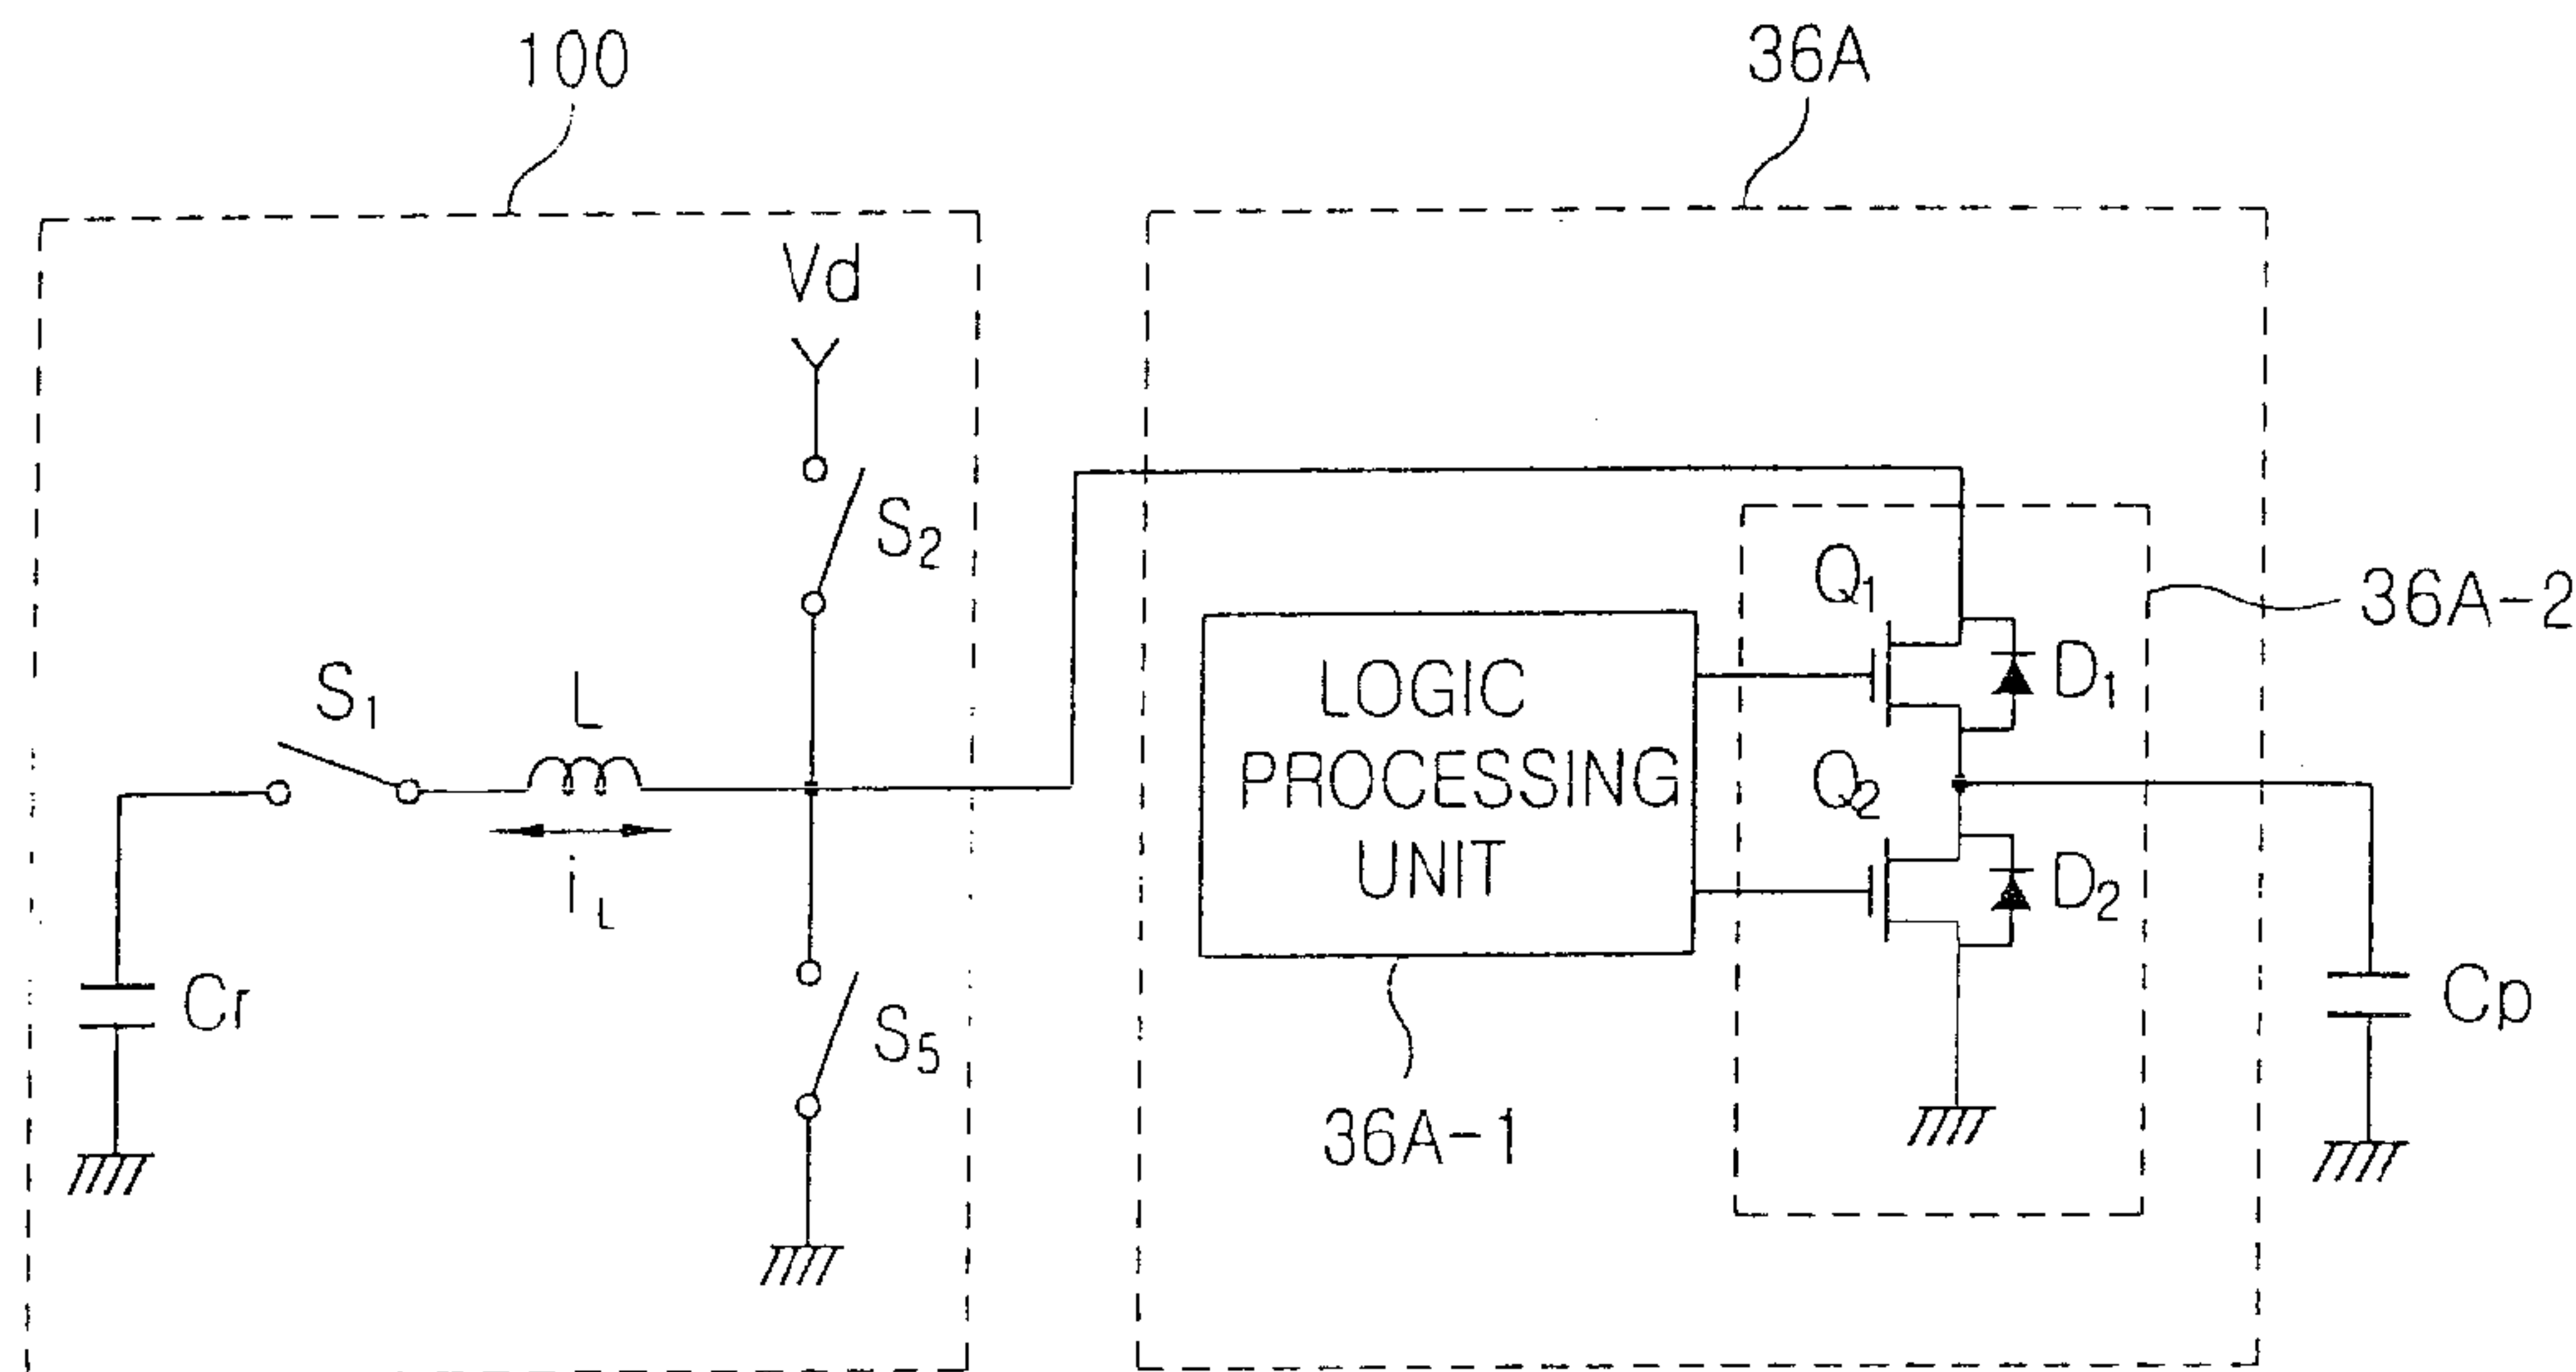 100
36A
Vd
S2
Q1
36A-2
S1
L
LOGIC
PROCESSING
UNIT
D1
Q2
iL
D2
Cr
S5
Cp
36A-1